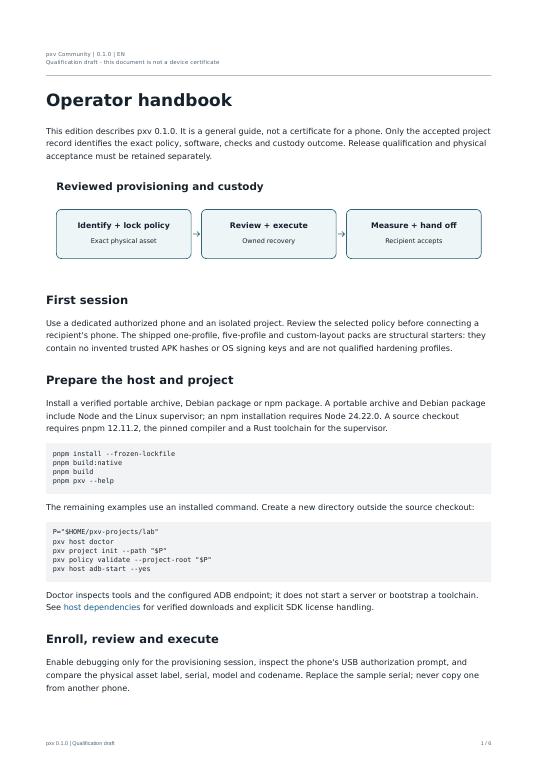 pxv Community | 0.1.0 | EN
Qualification draft - this document is not a device certificate
Operator handbook
This edition describes pxv 0.1.0. It is a general guide, not a certificate for a phone. Only the accepted project
record identifies the exact policy, software, checks and custody outcome. Release qualification and physical
acceptance must be retained separately.
Reviewed provisioning and custody
Identify + lock policy
Exact physical asset
→
Review + execute
Owned recovery
→
Measure + hand off
Recipient accepts
First session
Use a dedicated authorized phone and an isolated project. Review the selected policy before connecting a
recipient's phone. The shipped one-profile, five-profile and custom-layout packs are structural starters: they
contain no invented trusted APK hashes or OS signing keys and are not qualified hardening profiles.
Prepare the host and project
Install a verified portable archive, Debian package or npm package. A portable archive and Debian package
include Node and the Linux supervisor; an npm installation requires Node 24.22.0. A source checkout
requires pnpm 12.11.2, the pinned compiler and a Rust toolchain for the supervisor.
pnpm install --frozen-lockfile
pnpm build:native
pnpm build
pnpm pxv --help
The remaining examples use an installed command. Create a new directory outside the source checkout:
P="$HOME/pxv-projects/lab"
pxv host doctor
pxv project init --path "$P"
pxv policy validate --project-root "$P"
pxv host adb-start --yes
Doctor inspects tools and the configured ADB endpoint; it does not start a server or bootstrap a toolchain.
See host dependencies for verified downloads and explicit SDK license handling.
Enroll, review and execute
Enable debugging only for the provisioning session, inspect the phone's USB authorization prompt, and
compare the physical asset label, serial, model and codename. Replace the sample serial; never copy one
from another phone.
pxv 0.1.0 | Qualification draft
1 / 6